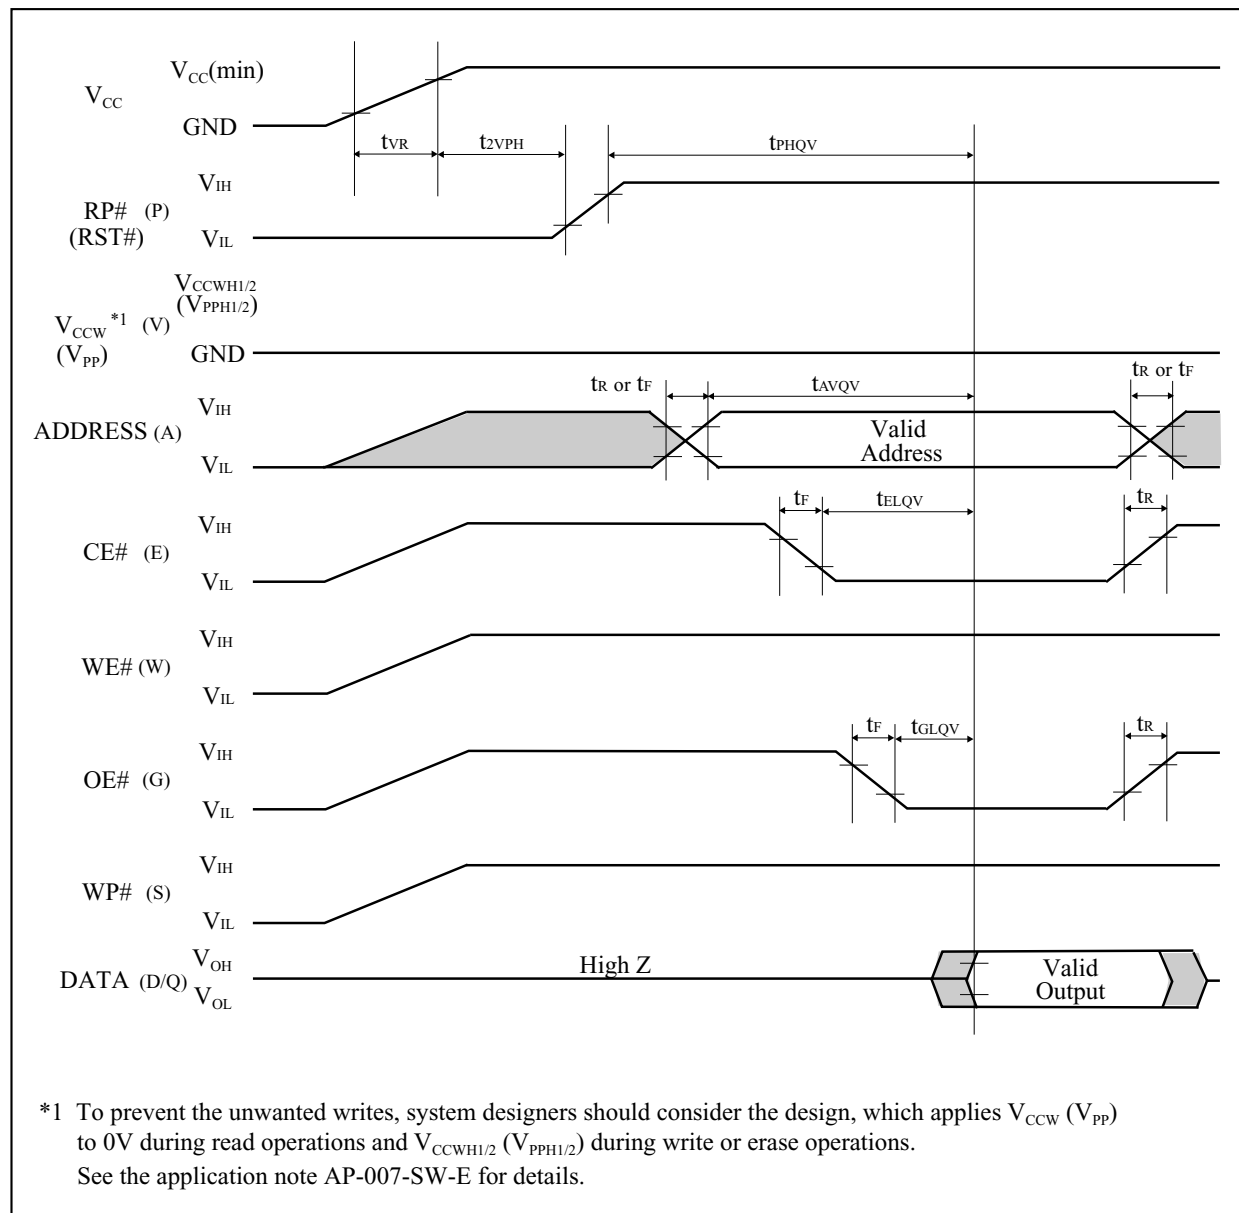 VCC(min)
VCC
GND
tVR
t2VPH
tPHQV
VIH
RP# (P)
(RST#)
VIL
VCCWH1/2
(VPPH1/2)
VCCW *1 (V)
(VPP)
GND
tR or tF
tAVQV
tR or tF
VIH
ADDRESS (A)
Valid
Address
VIL
tF
tELQV
tR
VIH
CE# (E)
VIL
VIH
WE# (W)
VIL
tF
tGLQV
tR
VIH
OE# (G)
VIL
VIH
WP# (S)
VIL
VOH
High Z
DATA (D/Q)
Valid
Output
VOL
*1 To prevent the unwanted writes, system designers should consider the design, which applies VCCW (VPP)
to 0V during read operations and VCCWH1/2 (VPPH1/2) during write or erase operations.
See the application note AP-007-SW-E for details.